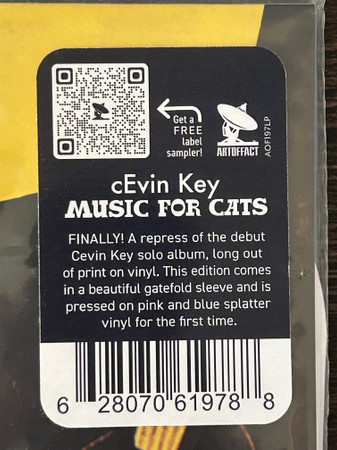 Get a
FREE
label
sampler!
ARTOFFACT
AOF197LP
cEvin Key
MUSIC FOR CATS
FINALLY! A repress of the debut
Cevin Key solo album, long out
of print on vinyl. This edition comes
in a beautiful gatefold sleeve and is
pressed on pink and blue splatter
vinyl for the first time.
6 28070 61978 8